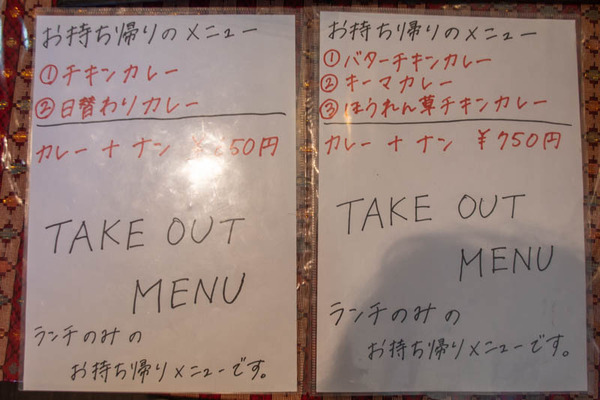 お持ち帰りのメニュー
①チキンカレー
②日替わりカレー
カレー+ナン
TAKE OUT
MENU
ランチのみの
お持ち帰りメニューです。
お持ち帰りのメニュー
①バターチキンカレー
②キーマカレー
③ほうれん草チキンカレー
カレー+ナン ¥750円
TAKE OUT
MENU
ランチのみの
お持ち帰りメニューです。